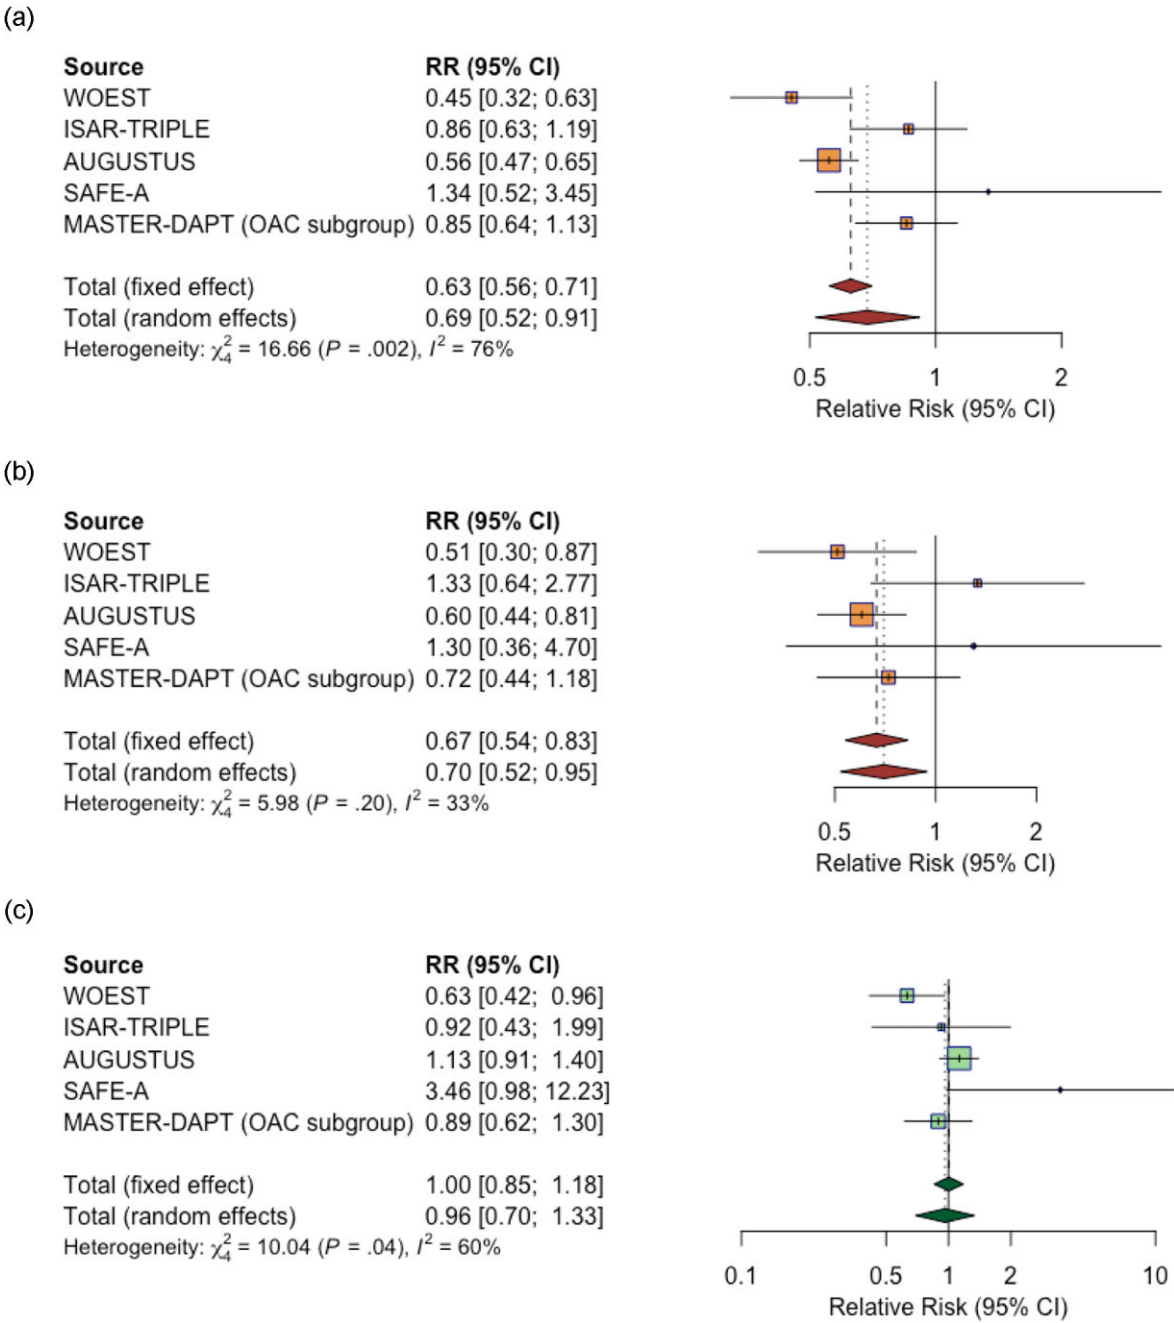 (a)
Source RR (95% CI)
WOEST 0.45 [0.32; 0.63]
ISAR-TRIPLE 0.86 [0.63; 1.19]
AUGUSTUS 0.56 [0.47; 0.65]
SAFE-A 1.34 [0.52; 3.45]
MASTER-DAPT (OAC subgroup) 0.85 [0.64; 1.13]
Total (fixed effect) 0.63 [0.56; 0.71]
Total (random effects) 0.69 [0.52; 0.91]
Heterogeneity: χ²₄ = 16.66 (P = .002), I² = 76%
0.5 1 2
Relative Risk (95% CI)
(b)
Source RR (95% CI)
WOEST 0.51 [0.30; 0.87]
ISAR-TRIPLE 1.33 [0.64; 2.77]
AUGUSTUS 0.60 [0.44; 0.81]
SAFE-A 1.30 [0.36; 4.70]
MASTER-DAPT (OAC subgroup) 0.72 [0.44; 1.18]
Total (fixed effect) 0.67 [0.54; 0.83]
Total (random effects) 0.70 [0.52; 0.95]
Heterogeneity: χ²₄ = 5.98 (P = .20), I² = 33%
0.5 1 2
Relative Risk (95% CI)
(c)
Source RR (95% CI)
WOEST 0.63 [0.42; 0.96]
ISAR-TRIPLE 0.92 [0.43; 1.99]
AUGUSTUS 1.13 [0.91; 1.40]
SAFE-A 3.46 [0.98; 12.23]
MASTER-DAPT (OAC subgroup) 0.89 [0.62; 1.30]
Total (fixed effect) 1.00 [0.85; 1.18]
Total (random effects) 0.96 [0.70; 1.33]
Heterogeneity: χ²₄ = 10.04 (P = .04), I² = 60%
0.1 0.5 1 2 10
Relative Risk (95% CI)